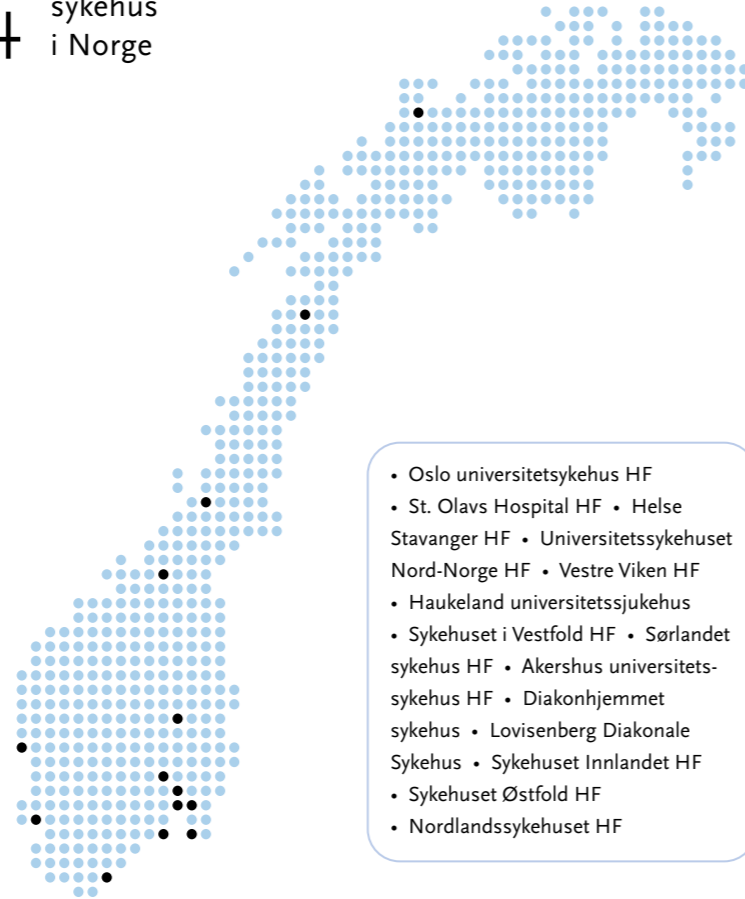 sykehus
i Norge
• Oslo universitetsykehus HF
• St. Olavs Hospital HF • Helse
Stavanger HF • Universitetssykehuset
Nord-Norge HF • Vestre Viken HF
• Haukeland universitetssjukehus
• Sykehuset i Vestfold HF • Sørlandet
sykehus HF • Akershus universitets-
sykehus HF • Diakonhjemmet
sykehus • Lovisenberg Diakonale
Sykehus • Sykehuset Innlandet HF
• Sykehuset Østfold HF
• Nordlandssykehuset HF